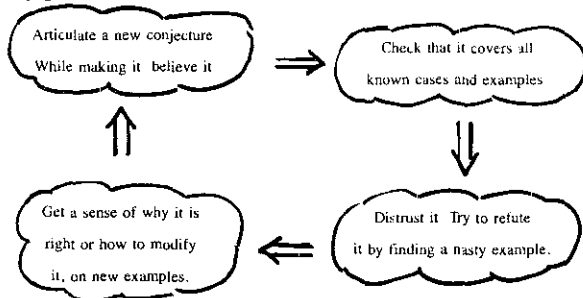 Articulate a new conjecture
While making it believe it
Check that it covers all
known cases and examples
Distrust it Try to refute
it by finding a nasty example.
Get a sense of why it is
right or how to modify
it, on new examples.